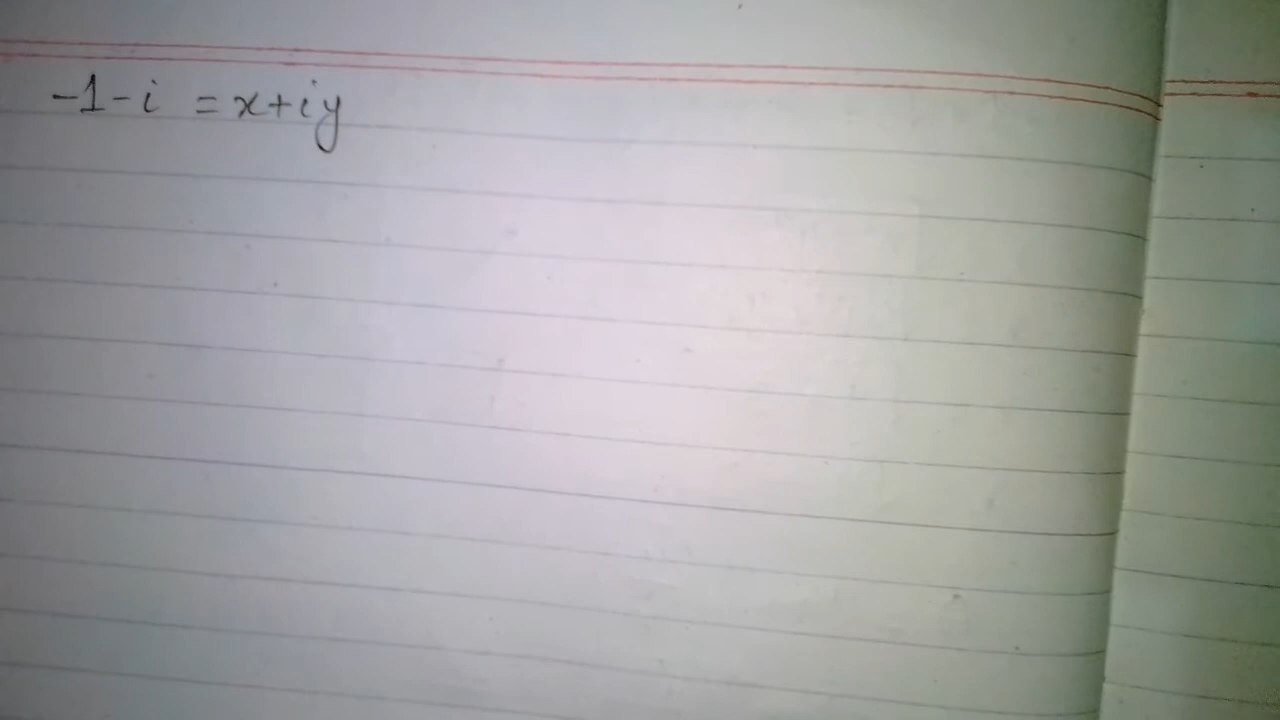 -1-i = x+iy